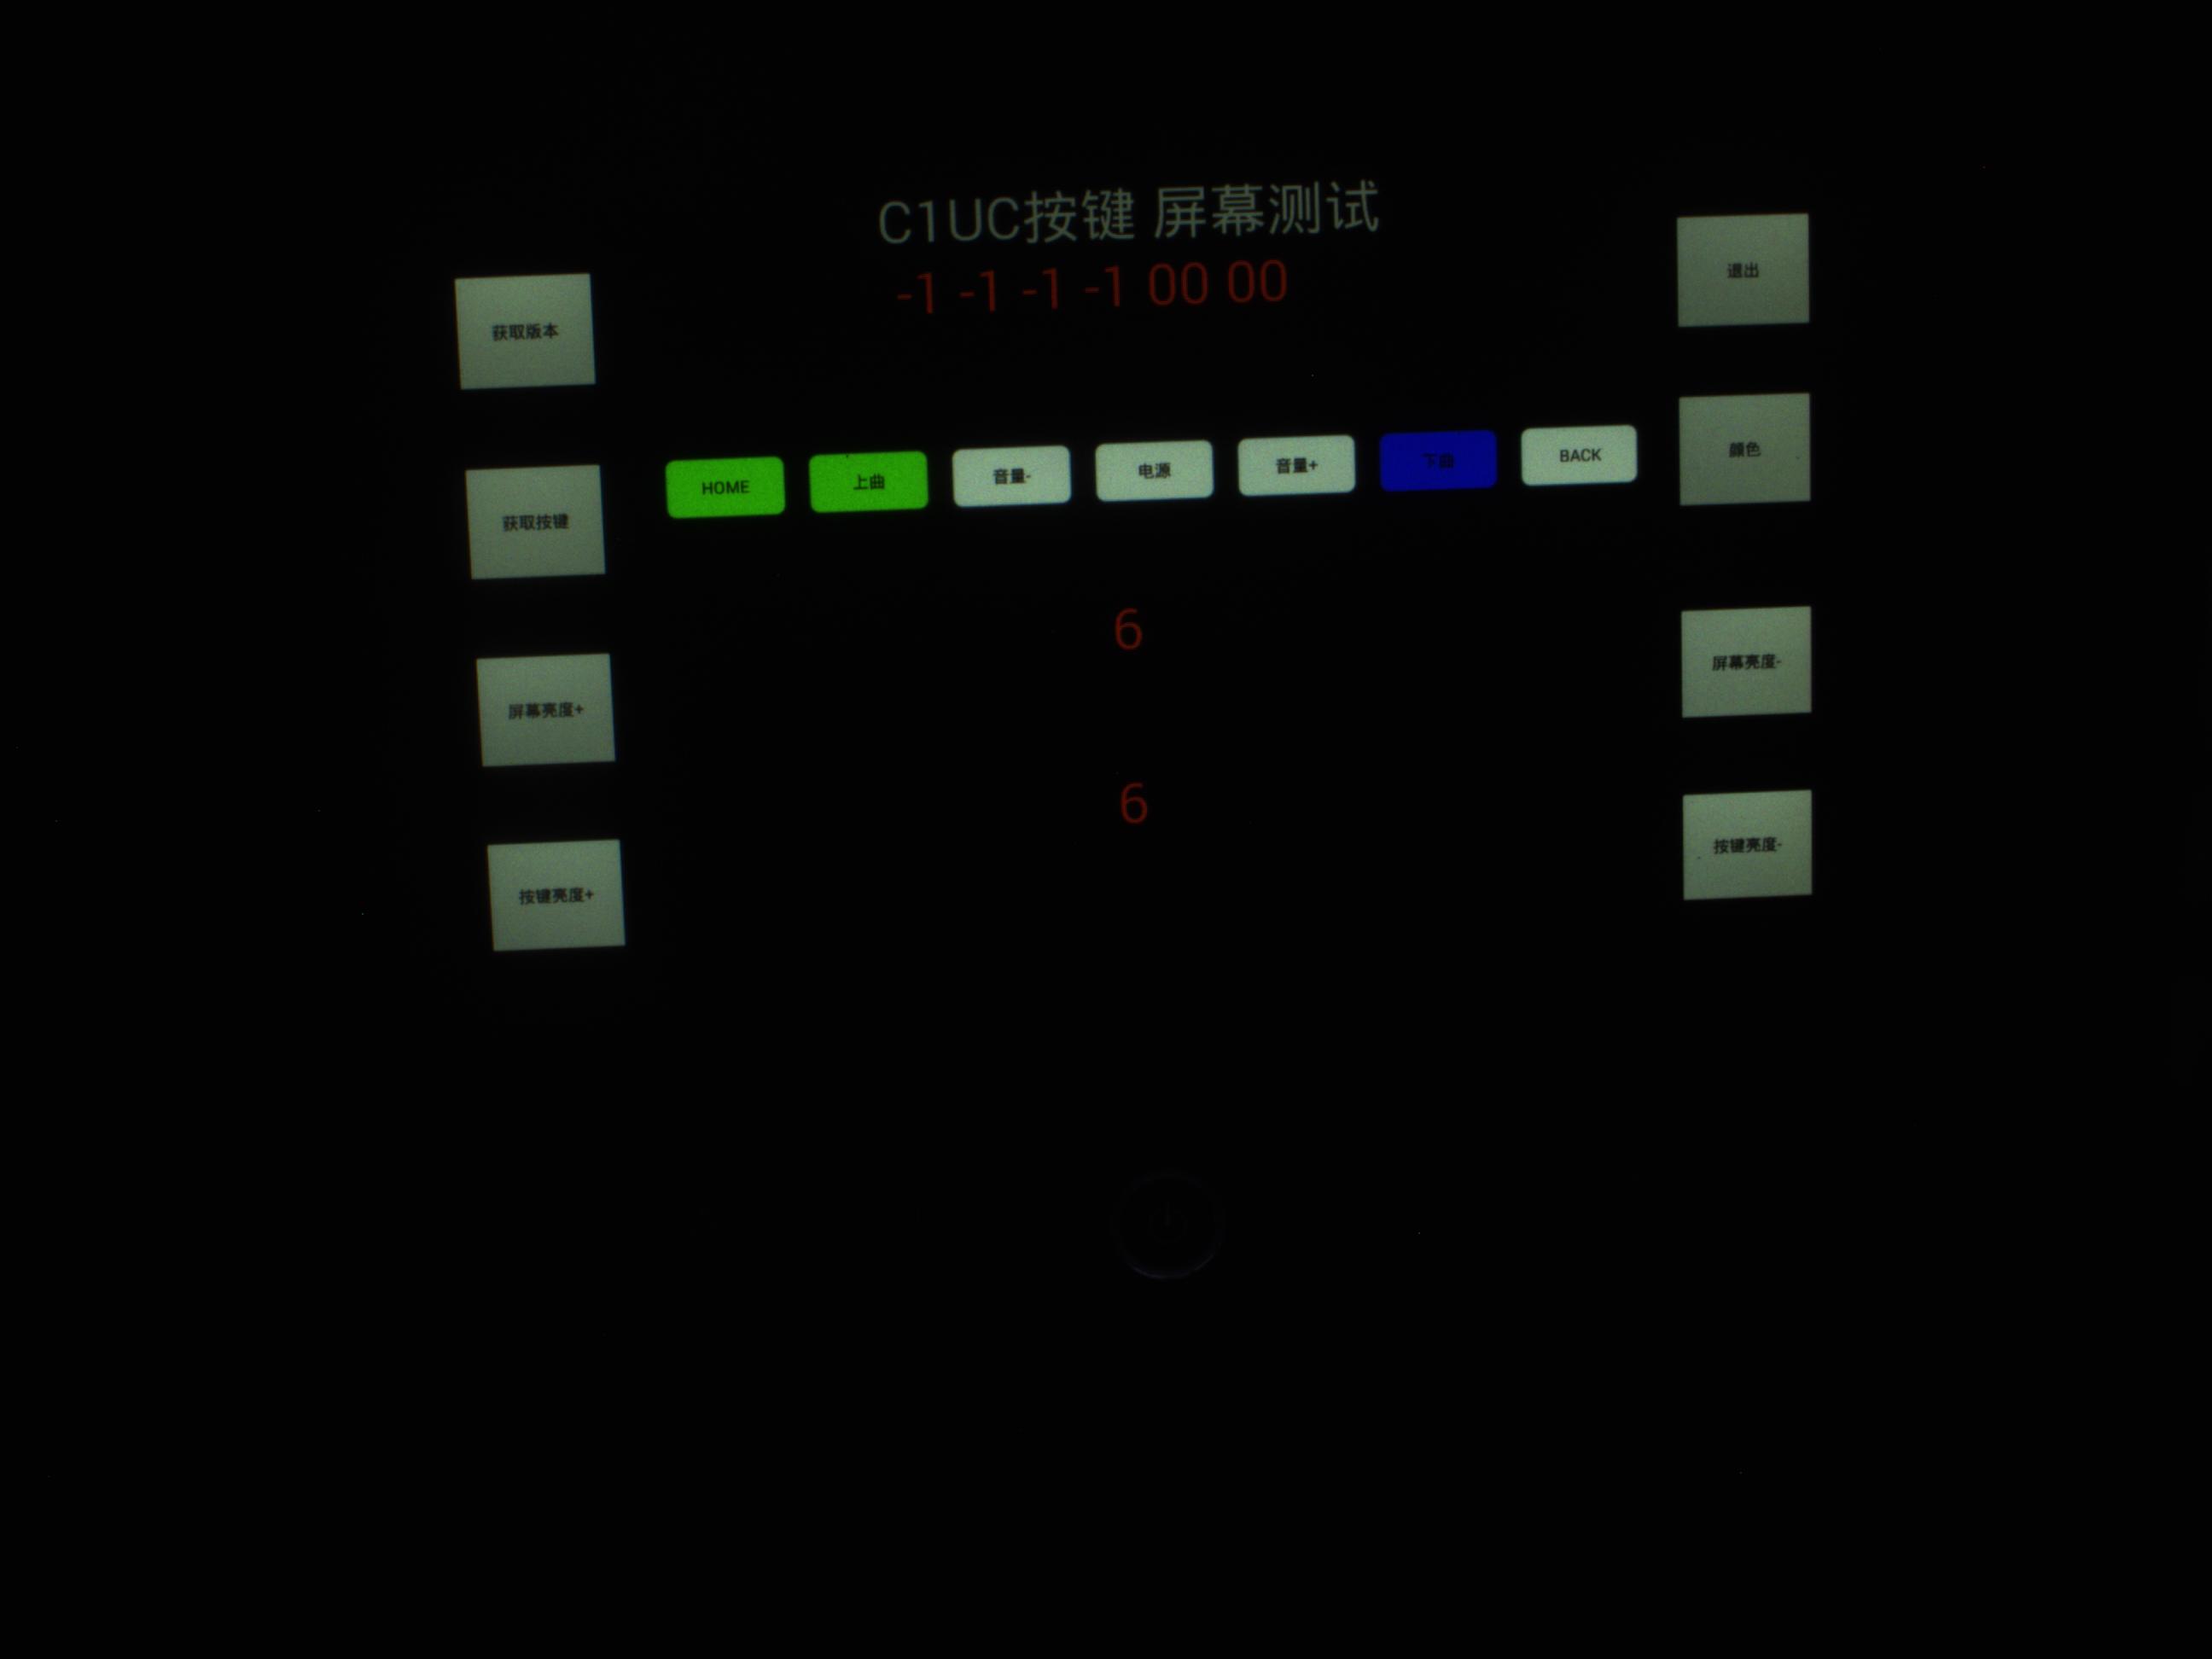 C1UC按键 屏幕测试
-1 -1 -1 -1 00 00
获取版本
退出
获取按键
HOME
上曲
音量-
电源
音量+
下曲
BACK
颜色
6
屏幕亮度+
屏幕亮度-
6
按键亮度+
按键亮度-